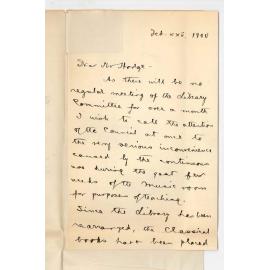 Oct. xxii, 1900
Dear Mr Hodge-
As there will be no
regular meeting of the Library
Committee for over a month
I wish to call the attention
of the Council at once to
the very serious inconvenience
caused by the continuous
use during the past few
weeks of the Music room
for purposes of teaching.
Since the Library has been
rearranged, the Classical
books have been placed